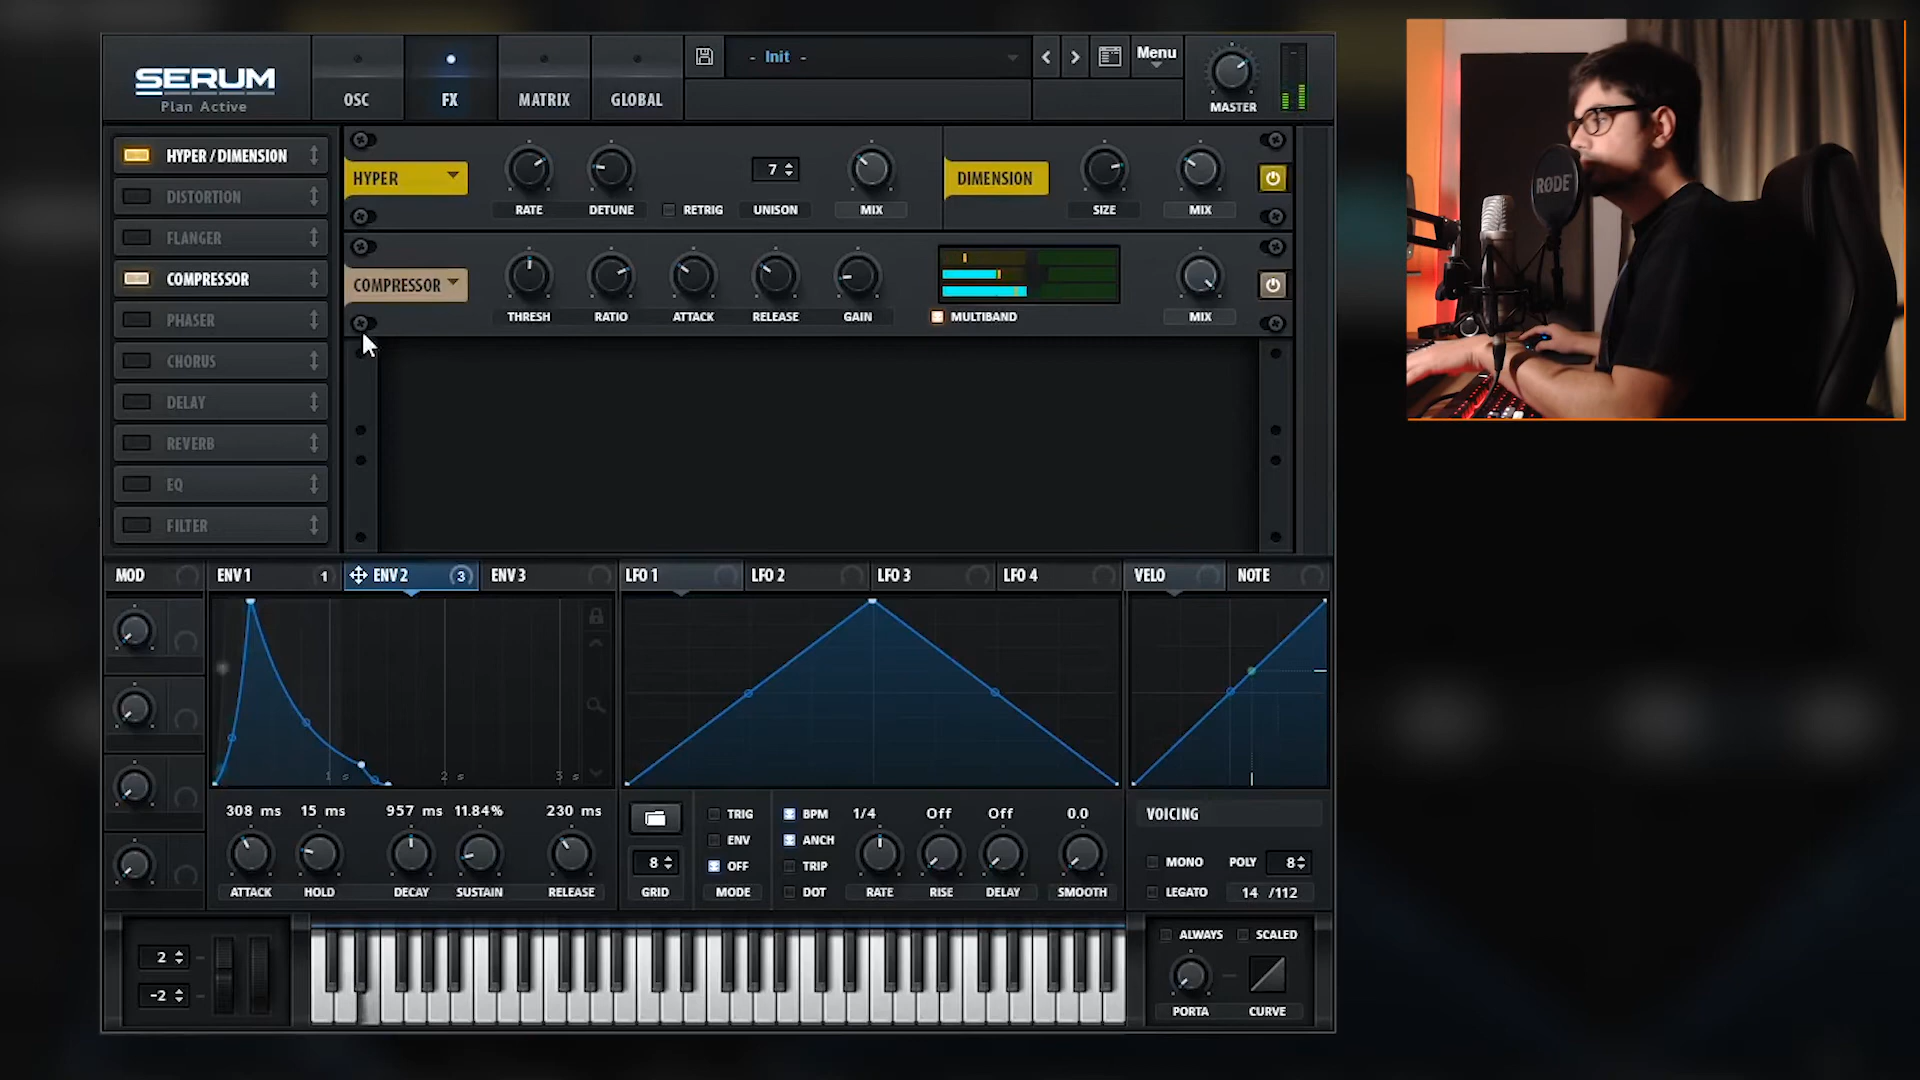 SERUM
Plan Active
OSC
FX
MATRIX
GLOBAL
- Init -
Menu
MASTER
HYPER / DIMENSION
DISTORTION
FLANGER
COMPRESSOR
PHASER
CHORUS
DELAY
REVERB
EQ
FILTER
HYPER
RATE
DETUNE
RETRIG
7
UNISON
MIX
DIMENSION
SIZE
MIX
COMPRESSOR
THRESH
RATIO
ATTACK
RELEASE
GAIN
MULTIBAND
MIX
RØDE
MOD
ENV 1
1
ENV 2
3
ENV 3
LFO 1
LFO 2
LFO 3
LFO 4
VELO
NOTE
1 s
2 s
3 s
308 ms
15 ms
957 ms
11.84%
230 ms
ATTACK
HOLD
DECAY
SUSTAIN
RELEASE
8
GRID
TRIG
ENV
OFF
MODE
BPM
ANCH
TRIP
DOT
1/4
Off
Off
0.0
RATE
RISE
DELAY
SMOOTH
VOICING
MONO
POLY
8
LEGATO
14 /112
2
-2
ALWAYS
SCALED
PORTA
CURVE